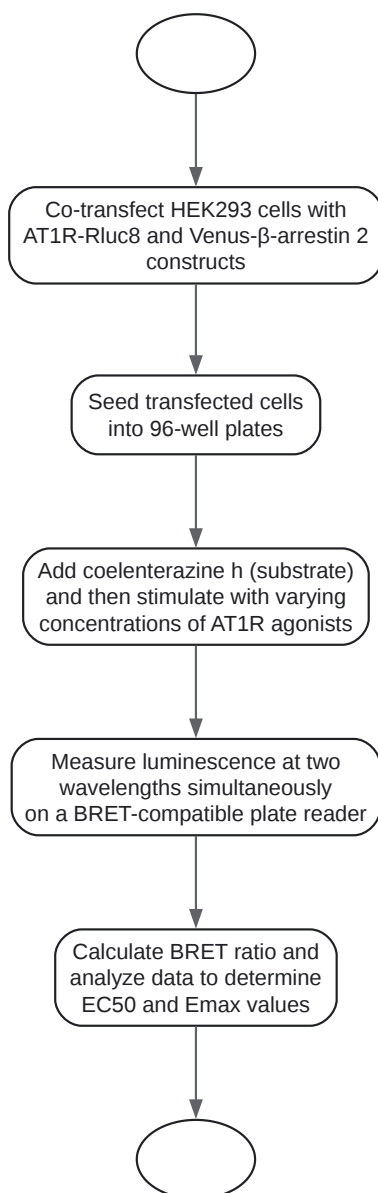 Co-transfect HEK293 cells with
AT1R-Rluc8 and Venus-β-arrestin 2
constructs
Seed transfected cells
into 96-well plates
Add coelenterazine h (substrate)
and then stimulate with varying
concentrations of AT1R agonists
Measure luminescence at two
wavelengths simultaneously
on a BRET-compatible plate reader
Calculate BRET ratio and
analyze data to determine
EC50 and Emax values